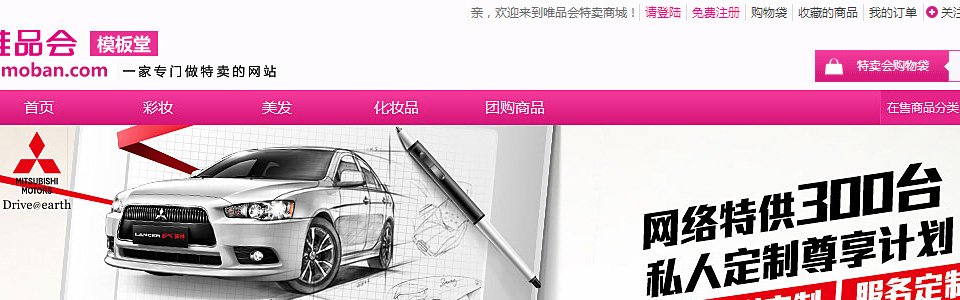 亲，欢迎来到唯品会特卖商城！ 请登陆 免费注册 购物袋 收藏的商品 我的订单 关注
唯品会 模板堂
moban.com 一家专门做特卖的网站
特卖会购物袋
首页 彩妆 美发 化妆品 团购商品 在售商品分类
MITSUBISHI
MOTORS
Drive@earth
LANCER EX
网络特供300台
私人定制尊享计划
服务定制